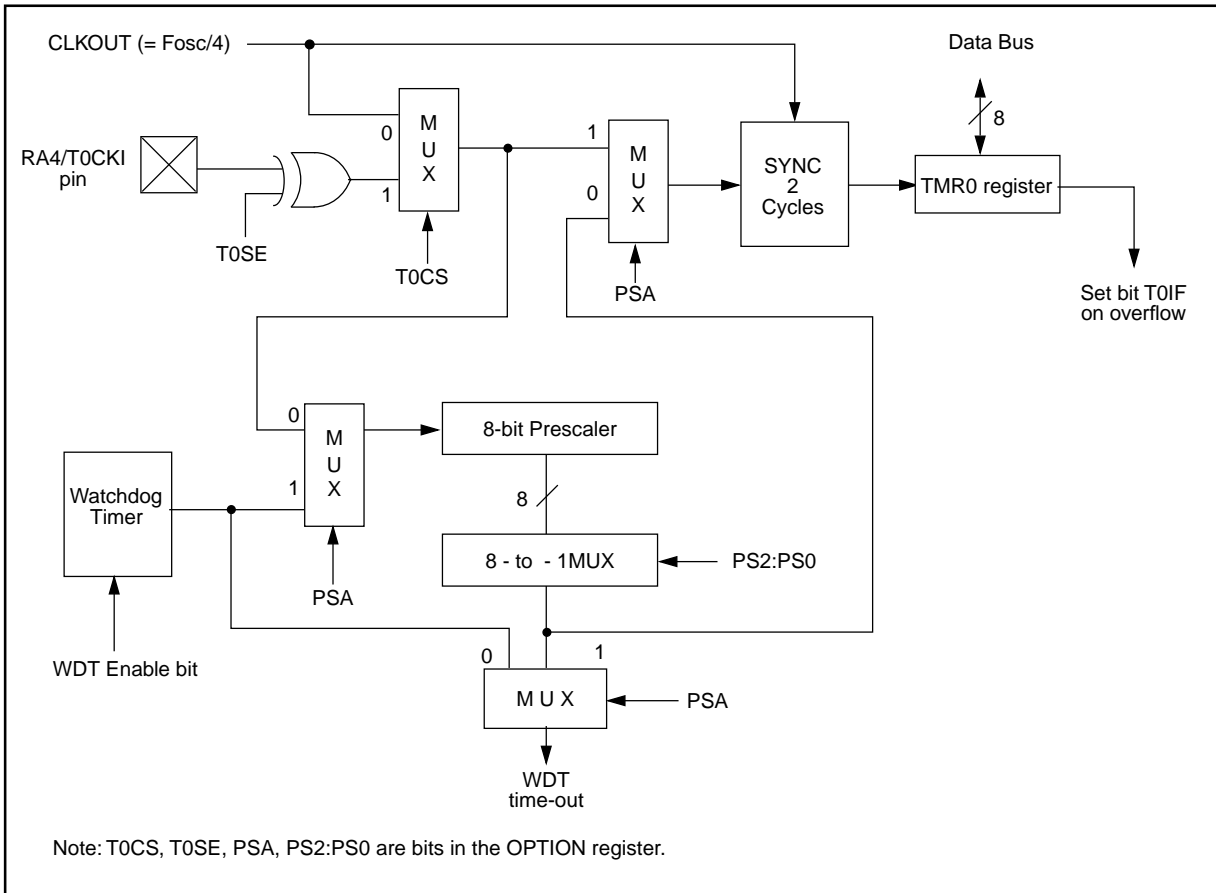 CLKOUT (= Fosc/4)
Data Bus
8
RA4/T0CKI
pin
T0SE
0
1
M
U
X
T0CS
1
0
M
U
X
PSA
SYNC
2
Cycles
TMR0 register
Set bit T0IF
on overflow
0
1
M
U
X
PSA
8-bit Prescaler
8
8 - to - 1MUX
PS2:PS0
Watchdog
Timer
WDT Enable bit
0
1
M U X
PSA
WDT
time-out
Note: T0CS, T0SE, PSA, PS2:PS0 are bits in the OPTION register.